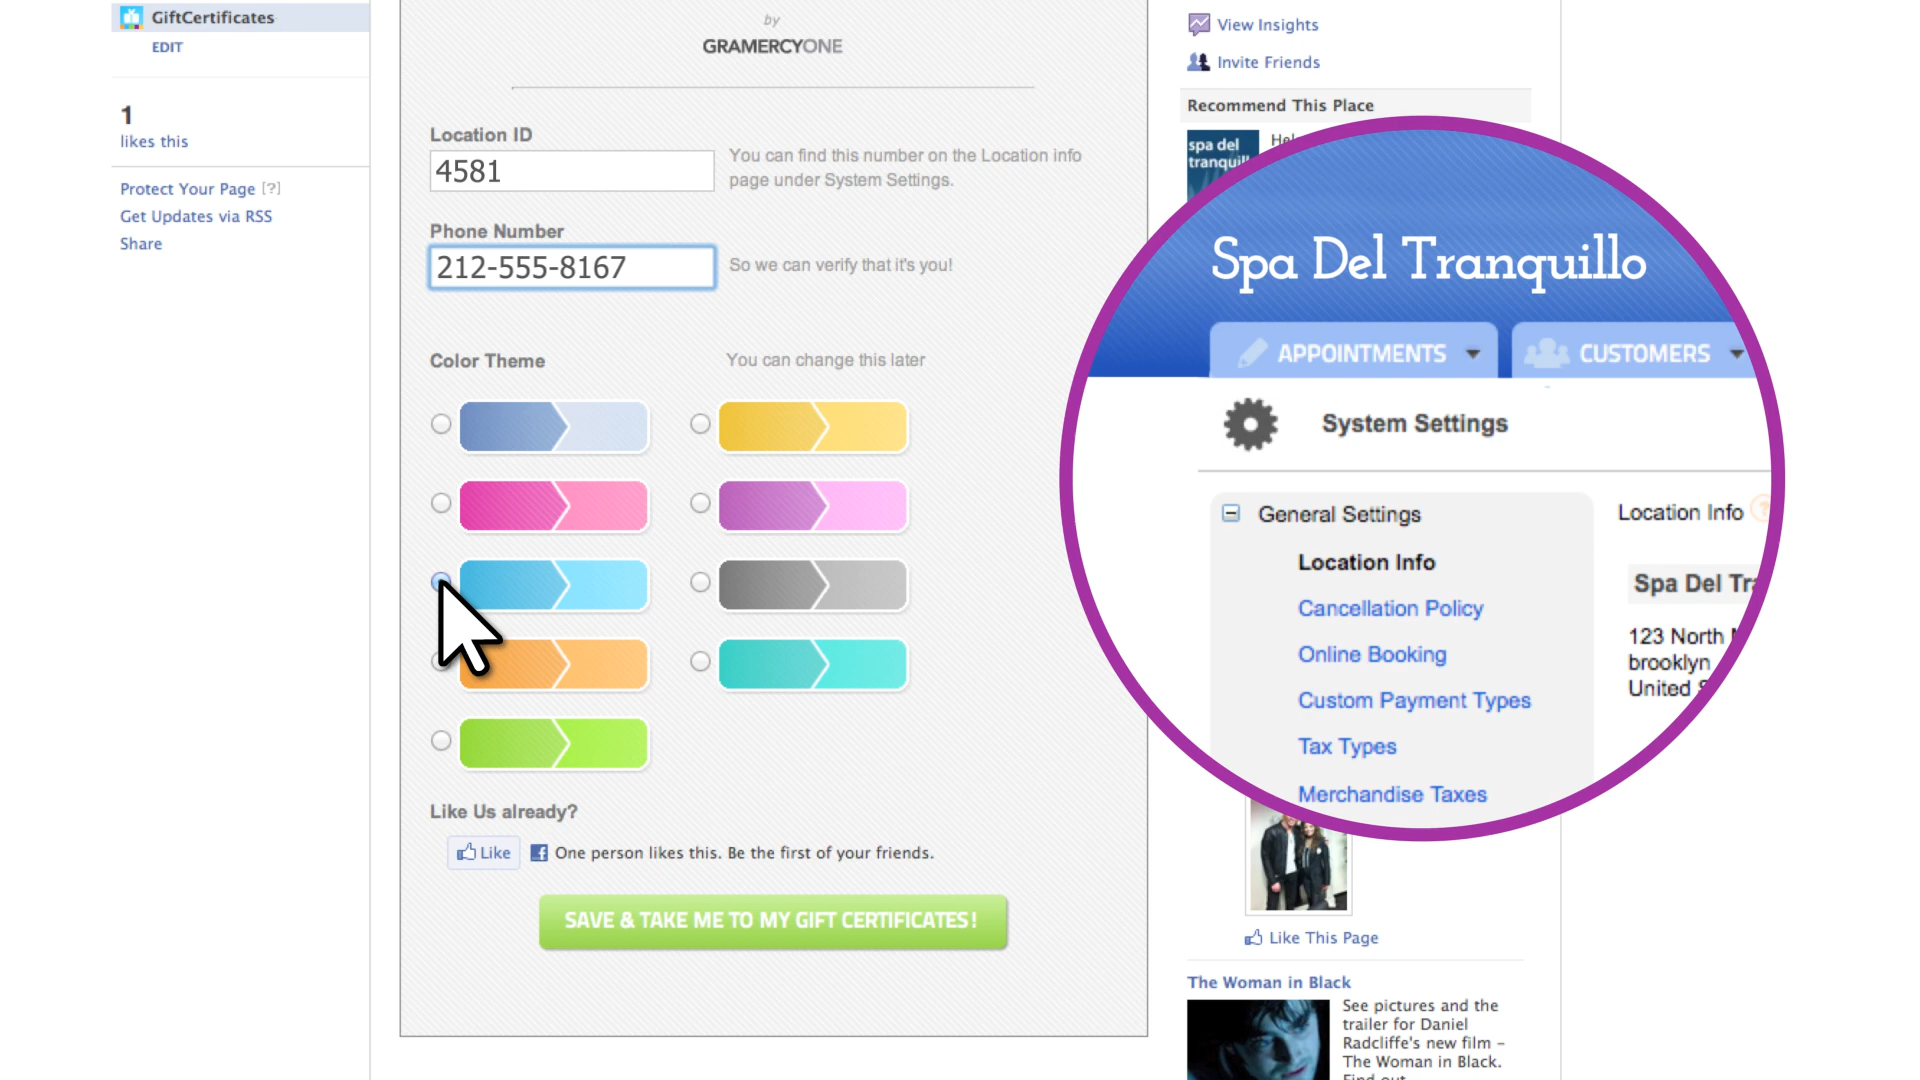 GiftCertificates
EDIT
1
likes this
Protect Your Page [?]
Get Updates via RSS
Share
by
GRAMERCYONE
Location ID
4581
You can find this number on the Location info
page under System Settings.
Phone Number
212-555-8167
So we can verify that it's you!
Color Theme
You can change this later
Like Us already?
Like
One person likes this. Be the first of your friends.
SAVE & TAKE ME TO MY GIFT CERTIFICATES!
View Insights
Invite Friends
Recommend This Place
spa del
Spa Del Tranquillo
APPOINTMENTS
CUSTOMERS
System Settings
General Settings
Location Info
Cancellation Policy
Online Booking
Custom Payment Types
Tax Types
Merchandise Taxes
Location Info
Spa Del
123 North
brooklyn
United
Like This Page
The Woman in Black
See pictures and the
trailer for Daniel
Radcliffe's new film –
The Woman in Black.
Find out